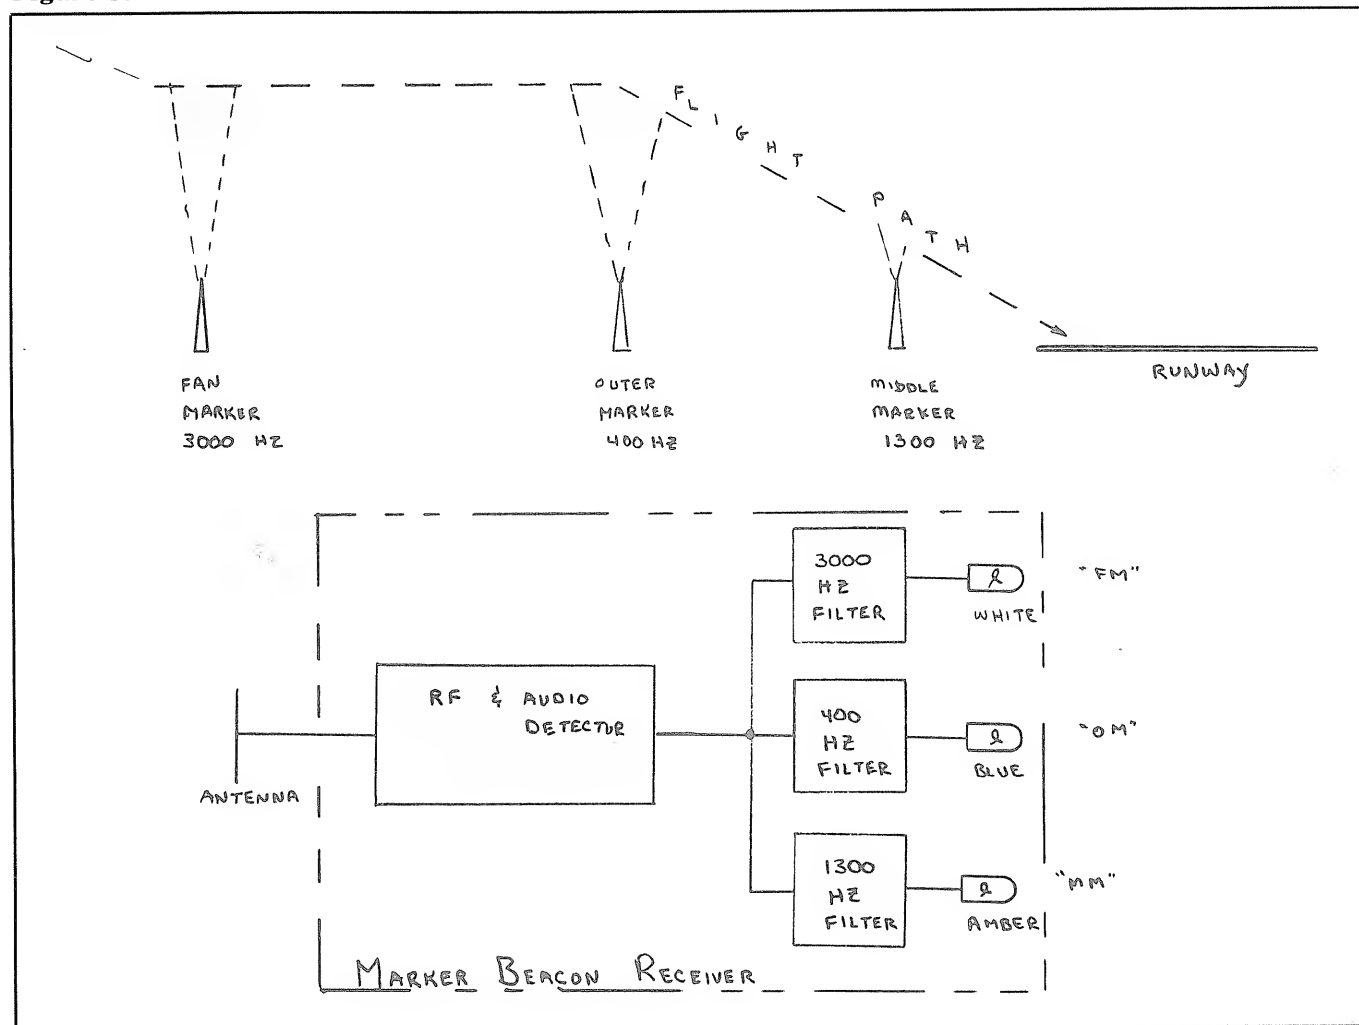 FLIGHT
PATH
FAN
MARKER
3000 HZ
OUTER
MARKER
400 HZ
MIDDLE
MARKER
1300 HZ
RUNWAY
3000
HZ
FILTER
"FM"
WHITE
RF & AUDIO
DETECTOR
400
HZ
FILTER
"OM"
BLUE
ANTENNA
1300
HZ
FILTER
"MM"
AMBER
MARKER BEACON RECEIVER